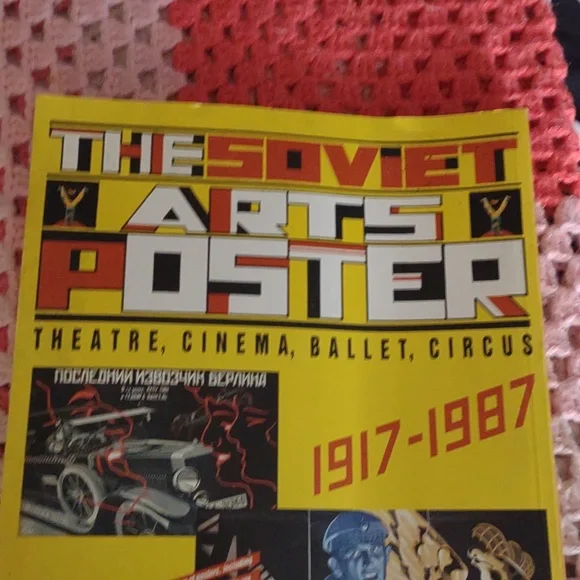 THE SOVIET
ARTS
POSTER
THEATRE, CINEMA, BALLET, CIRCUS
ПОСЛЕДНИЙ ИЗВОЗЧИК БЕРЛИНА
1917-1987